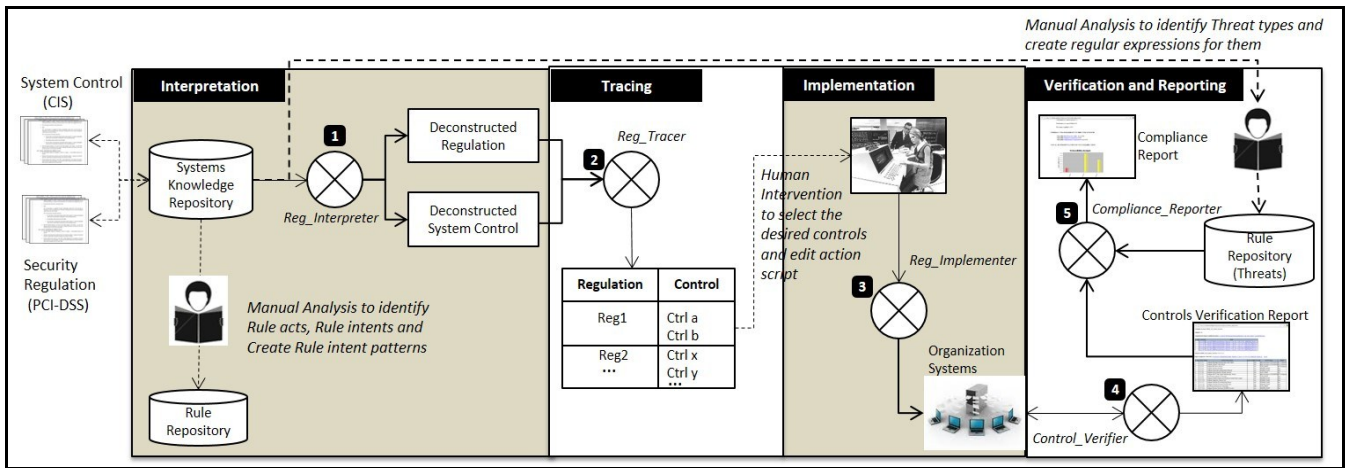 Manual Analysis to identify Threat types and
create regular expressions for them
System Control
(CIS)
Security
Regulation
(PCI-DSS)
Interpretation
Systems
Knowledge
Repository
1
Reg_Interpreter
Deconstructed
Regulation
Deconstructed
System Control
Manual Analysis to identify
Rule acts, Rule intents and
Create Rule intent patterns
Rule
Repository
Tracing
2
Reg_Tracer
Regulation Control
Reg1 Ctrl a
Ctrl b
Reg2 Ctrl x
... Ctrl y
...
Human
Intervention
to select the
desired controls
and edit action
script
Implementation
Reg_Implementer
3
Organization
Systems
Verification and Reporting
Compliance
Report
5
Compliance_Reporter
Rule
Repository
(Threats)
Controls Verification Report
4
Control_Verifier